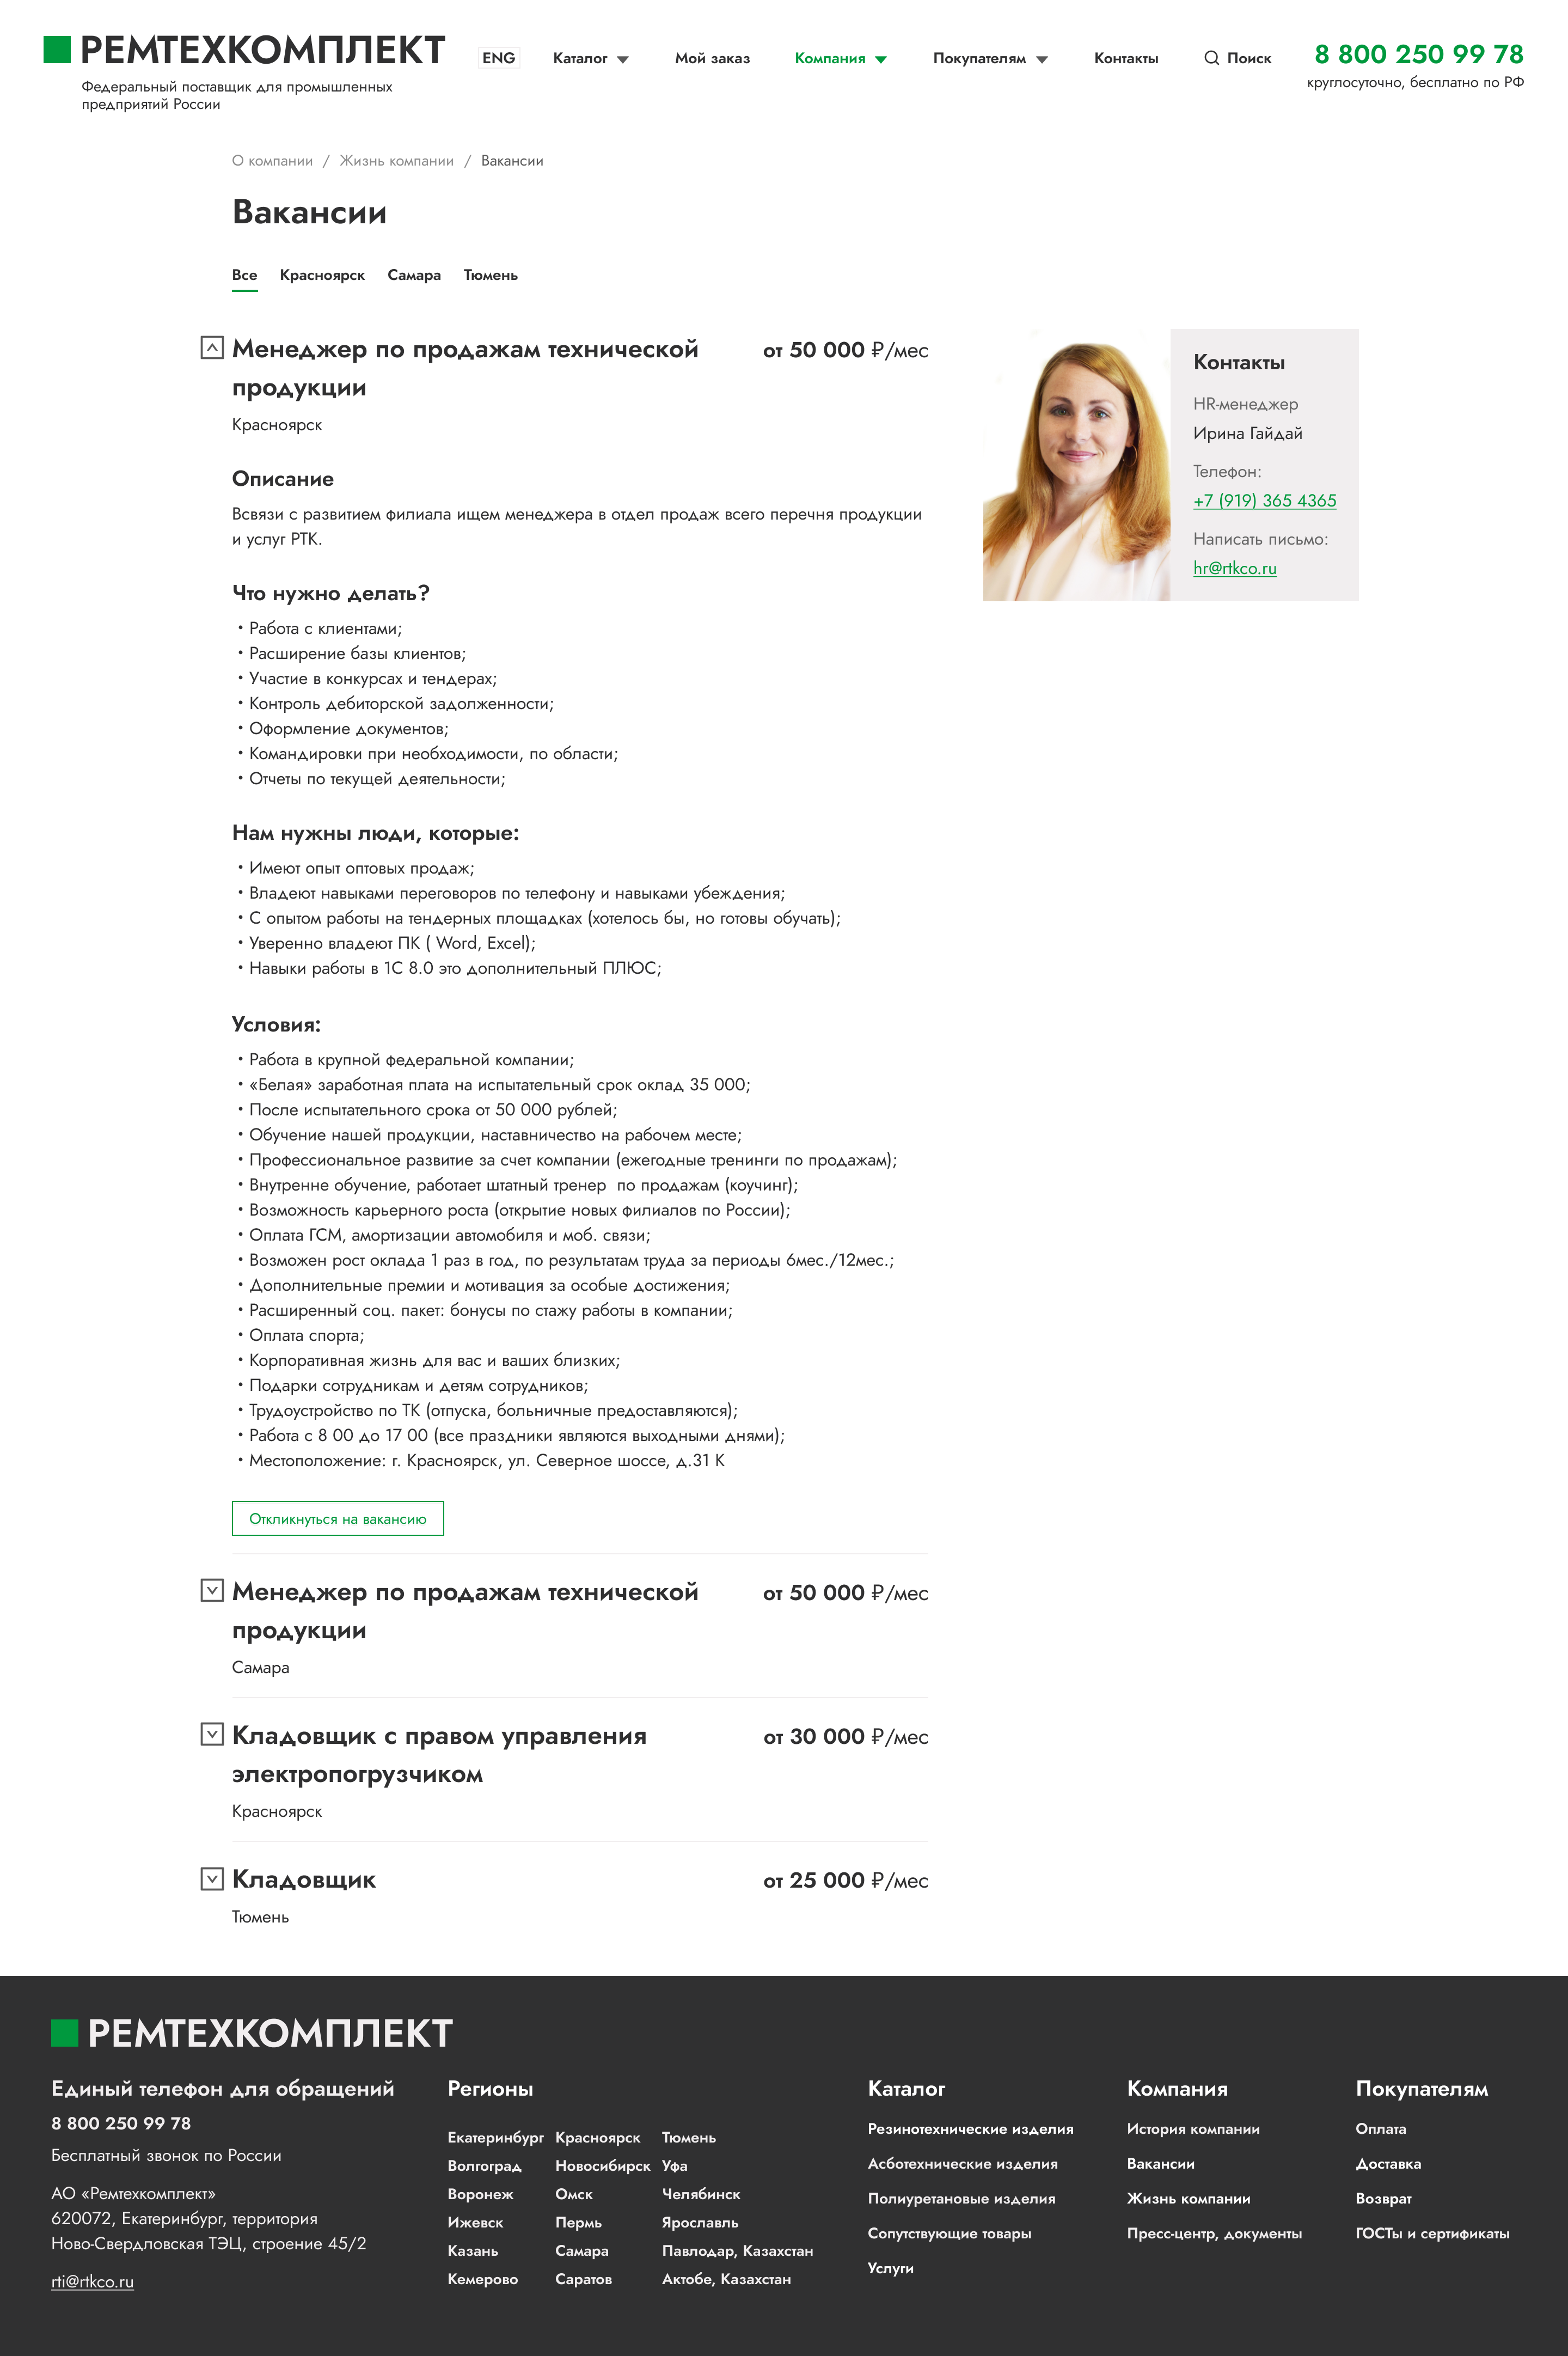 РЕМТЕХКОМПЛЕКТ
Федеральный поставщик для промышленных
предприятий России
ENG
Каталог
Мой заказ
Компания
Покупателям
Контакты
Поиск
8 800 250 99 78
круглосуточно, бесплатно по РФ
О компании / Жизнь компании / Вакансии
Вакансии
Все Красноярск Самара Тюмень
Менеджер по продажам технической
продукции
от 50 000 ₽/мес
Красноярск
Описание
Всвязи с развитием филиала ищем менеджера в отдел продаж всего перечня продукции
и услуг РТК.
Что нужно делать?
• Работа с клиентами;
• Расширение базы клиентов;
• Участие в конкурсах и тендерах;
• Контроль дебиторской задолженности;
• Оформление документов;
• Командировки при необходимости, по области;
• Отчеты по текущей деятельности;
Нам нужны люди, которые:
• Имеют опыт оптовых продаж;
• Владеют навыками переговоров по телефону и навыками убеждения;
• С опытом работы на тендерных площадках (хотелось бы, но готовы обучать);
• Уверенно владеют ПК ( Word, Excel);
• Навыки работы в 1С 8.0 это дополнительный ПЛЮС;
Условия:
• Работа в крупной федеральной компании;
• «Белая» заработная плата на испытательный срок оклад 35 000;
• После испытательного срока от 50 000 рублей;
• Обучение нашей продукции, наставничество на рабочем месте;
• Профессиональное развитие за счет компании (ежегодные тренинги по продажам);
• Внутренне обучение, работает штатный тренер  по продажам (коучинг);
• Возможность карьерного роста (открытие новых филиалов по России);
• Оплата ГСМ, амортизации автомобиля и моб. связи;
• Возможен рост оклада 1 раз в год, по результатам труда за периоды 6мес./12мес.;
• Дополнительные премии и мотивация за особые достижения;
• Расширенный соц. пакет: бонусы по стажу работы в компании;
• Оплата спорта;
• Корпоративная жизнь для вас и ваших близких;
• Подарки сотрудникам и детям сотрудников;
• Трудоустройство по ТК (отпуска, больничные предоставляются);
• Работа с 8 00 до 17 00 (все праздники являются выходными днями);
• Местоположение: г. Красноярск, ул. Северное шоссе, д.31 К
Откликнуться на вакансию
Контакты
HR-менеджер
Ирина Гайдай
Телефон:
+7 (919) 365 4365
Написать письмо:
hr@rtkco.ru
Менеджер по продажам технической
продукции
от 50 000 ₽/мес
Самара
Кладовщик с правом управления
электропогрузчиком
от 30 000 ₽/мес
Красноярск
Кладовщик
от 25 000 ₽/мес
Тюмень
РЕМТЕХКОМПЛЕКТ
Единый телефон для обращений
8 800 250 99 78
Бесплатный звонок по России
АО «Ремтехкомплект»
620072, Екатеринбург, территория
Ново-Свердловская ТЭЦ, строение 45/2
rti@rtkco.ru
Регионы
Екатеринбург Красноярск Тюмень
Волгоград Новосибирск Уфа
Воронеж Омск Челябинск
Ижевск Пермь Ярославль
Казань Самара Павлодар, Казахстан
Кемерово Саратов Актобе, Казахстан
Каталог
Резинотехнические изделия
Асботехнические изделия
Полиуретановые изделия
Сопутствующие товары
Услуги
Компания
История компании
Вакансии
Жизнь компании
Пресс-центр, документы
Покупателям
Оплата
Доставка
Возврат
ГОСТы и сертификаты